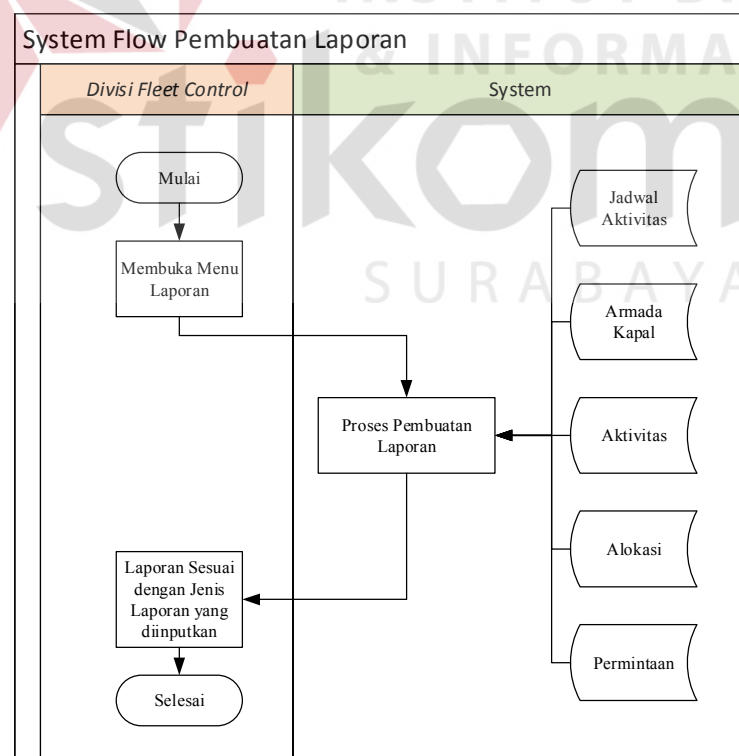 System Flow Pembuatan Laporan
Divisi Fleet Control
System
Mulai
Membuka Menu
Laporan
Proses Pembuatan
Laporan
Laporan Sesuai
dengan Jenis
Laporan yang
diinputkan
Selesai
Jadwal
Aktivitas
Armada
Kapal
Aktivitas
Alokasi
Permintaan
& INFORMA
stikom
SURABAYA